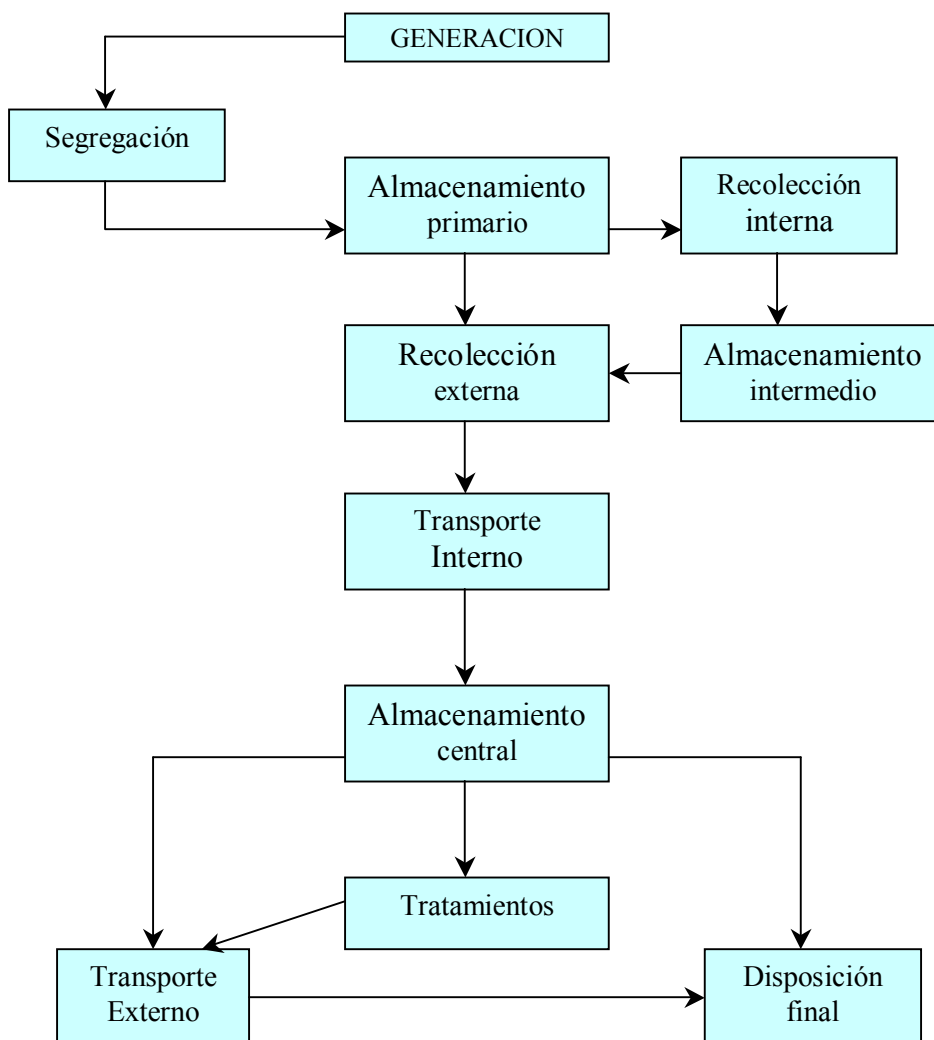 GENERACION
Segregación
Almacenamiento
primario
Recolección
interna
Recolección
externa
Almacenamiento
intermedio
Transporte
Interno
Almacenamiento
central
Tratamientos
Transporte
Externo
Disposición
final